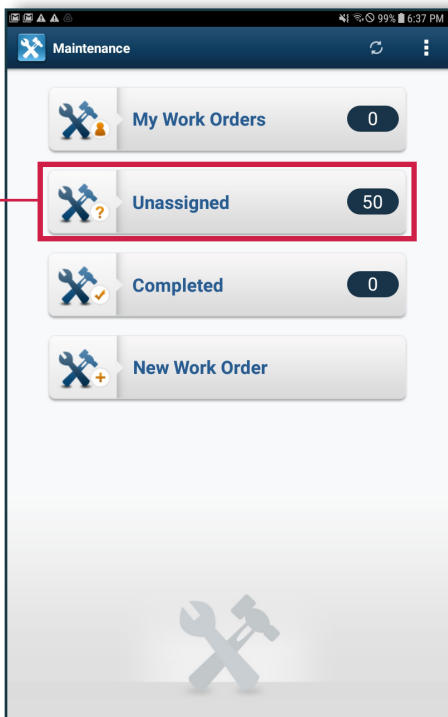 99% 6:37 PM
Maintenance
My Work Orders 0
? Unassigned 50
Completed 0
New Work Order